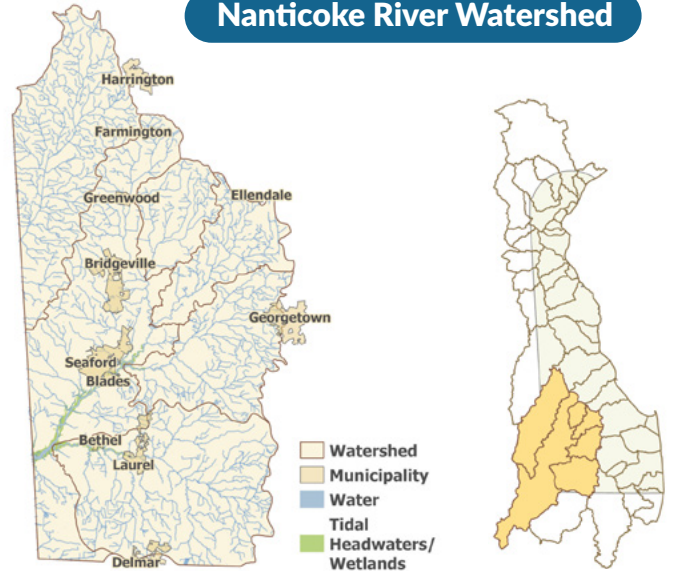 Nanticoke River Watershed
Harrington
Farmington
Greenwood
Ellendale
Bridgeville
Georgetown
Seaford
Blades
Bethel
Laurel
Delmar
Watershed
Municipality
Water
Tidal
Headwaters/
Wetlands